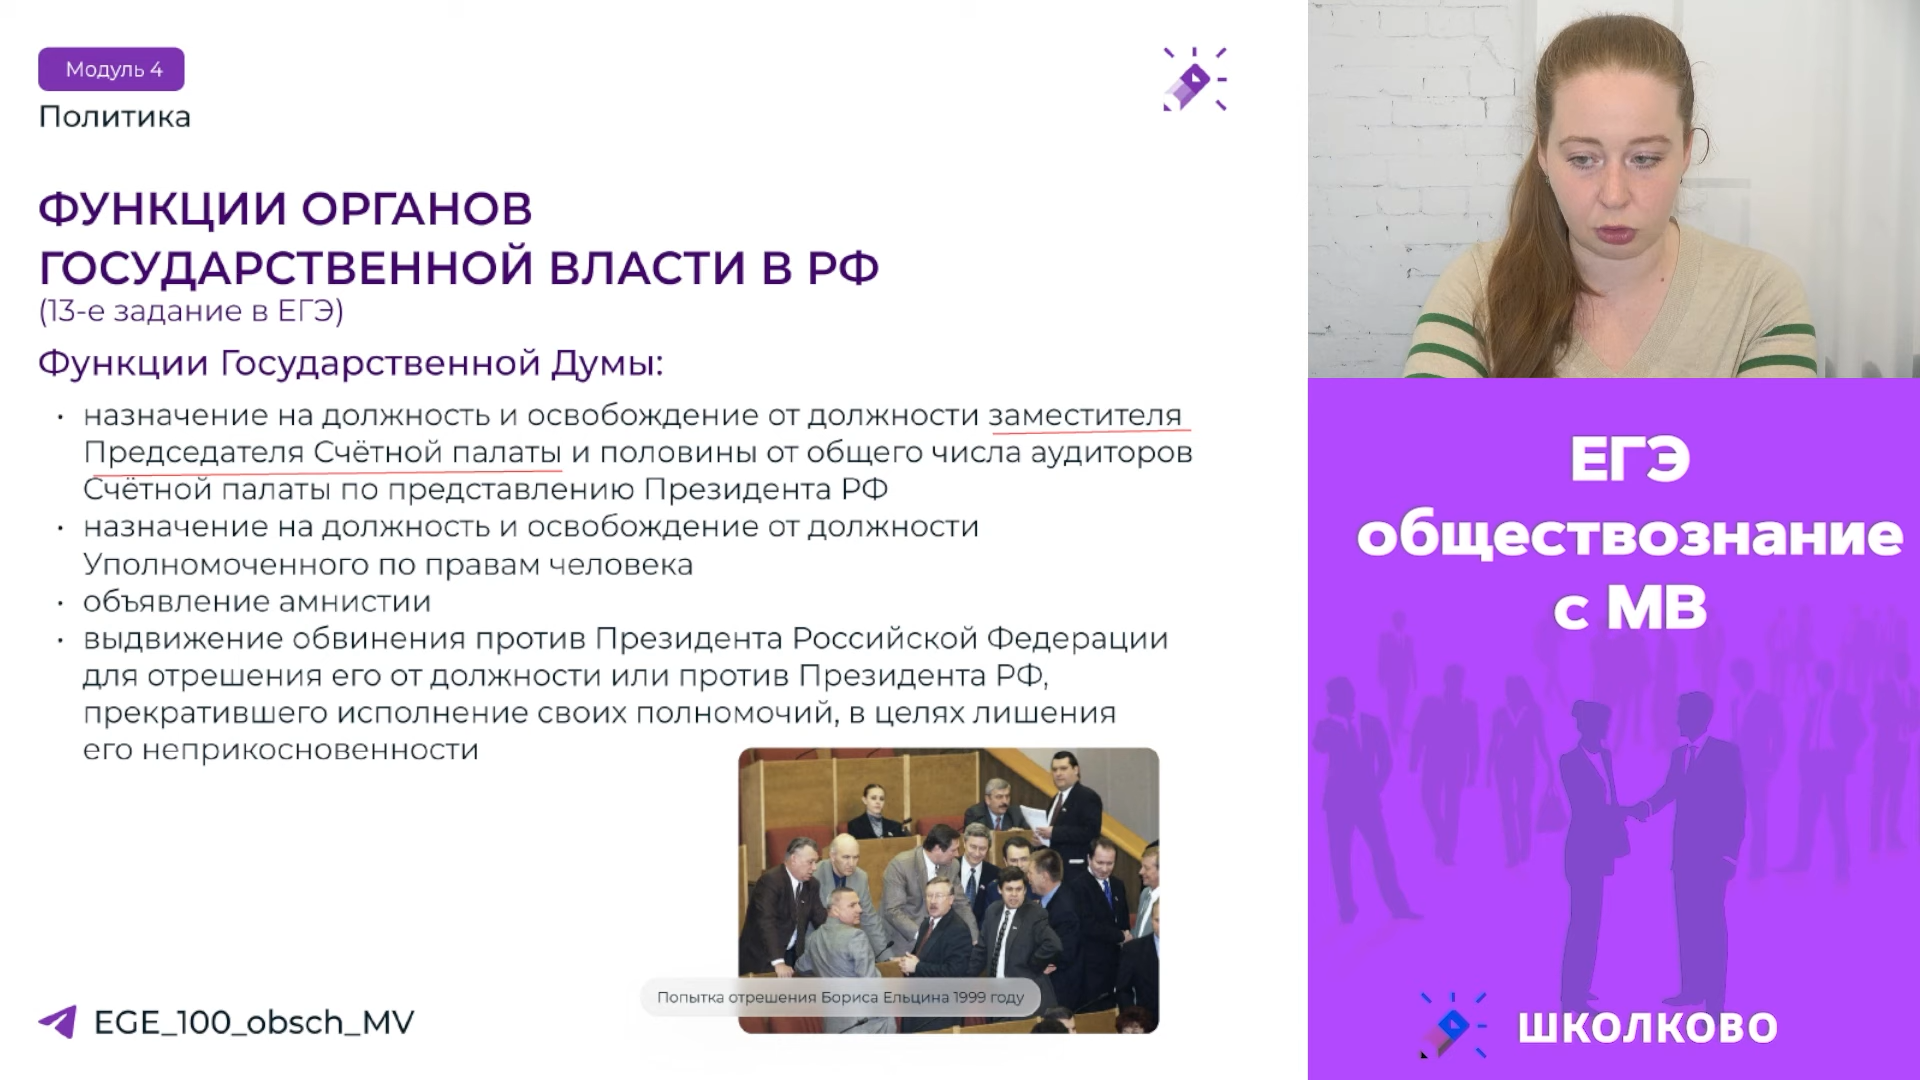 Модуль 4
Политика
ФУНКЦИИ ОРГАНОВ
ГОСУДАРСТВЕННОЙ ВЛАСТИ В РФ
(13-е задание в ЕГЭ)
Функции Государственной Думы:
• назначение на должность и освобождение от должности заместителя
Председателя Счётной палаты и половины от общего числа аудиторов
Счётной палаты по представлению Президента РФ
• назначение на должность и освобождение от должности
Уполномоченного по правам человека
• объявление амнистии
• выдвижение обвинения против Президента Российской Федерации
для отрешения его от должности или против Президента РФ,
прекратившего исполнение своих полномочий, в целях лишения
его неприкосновенности
Попытка отрешения Бориса Ельцина 1999 году
EGE_100_obsch_MV
ЕГЭ
обществознание
с МВ
ШКОЛКОВО